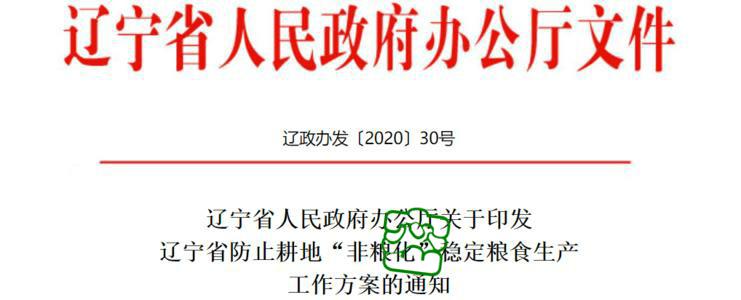 辽宁省人民政府办公厅文件
辽政办发〔2020〕30号
辽宁省人民政府办公厅关于印发
辽宁省防止耕地“非粮化”稳定粮食生产
工作方案的通知